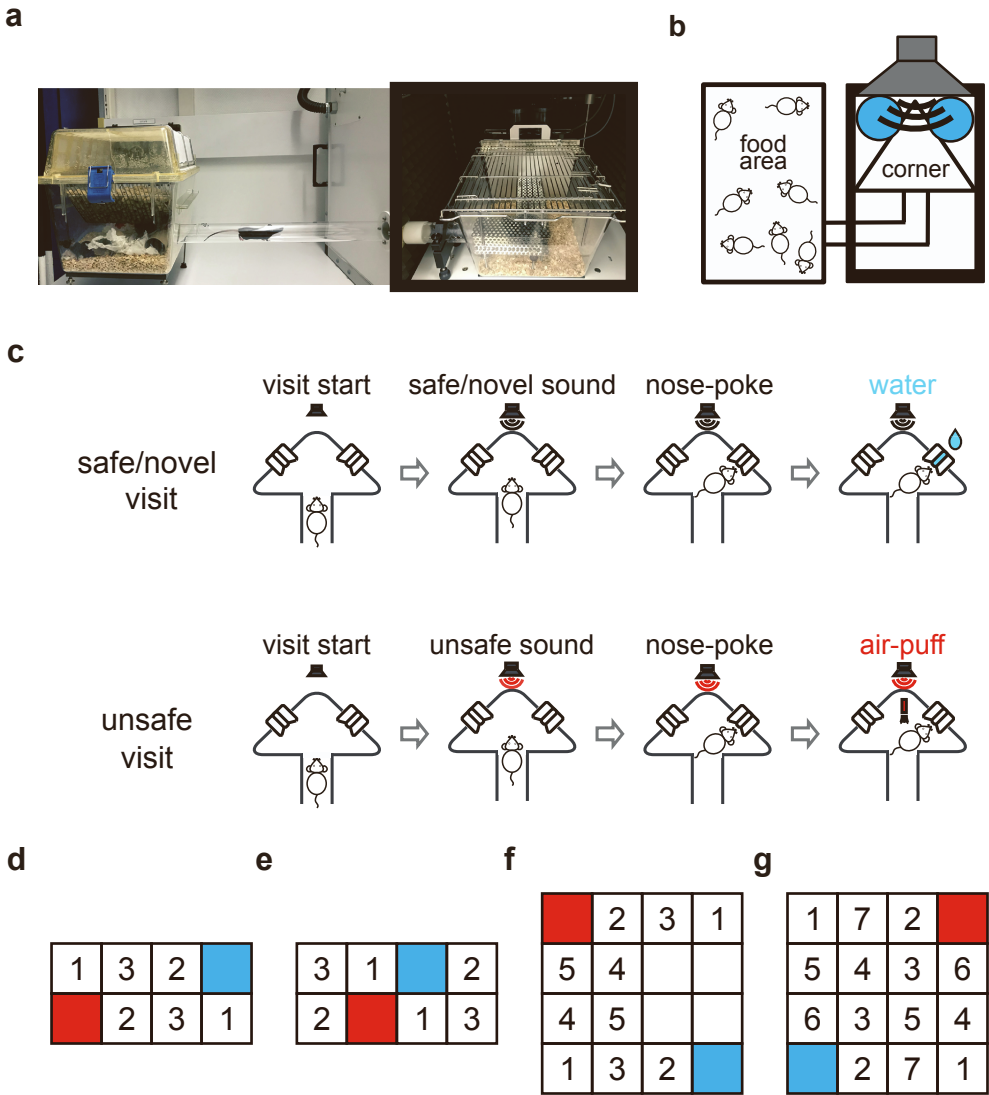 a
b
food
area
corner
c
visit start
safe/novel sound
nose-poke
water
safe/novel
visit
visit start
unsafe sound
nose-poke
air-puff
unsafe
visit
d
e
f
g
1 3 2
2 3 1
3 1 2
2 1 3
2 3 1
5 4
4 5
1 3 2
1 7 2
5 4 3 6
6 3 5 4
2 7 1